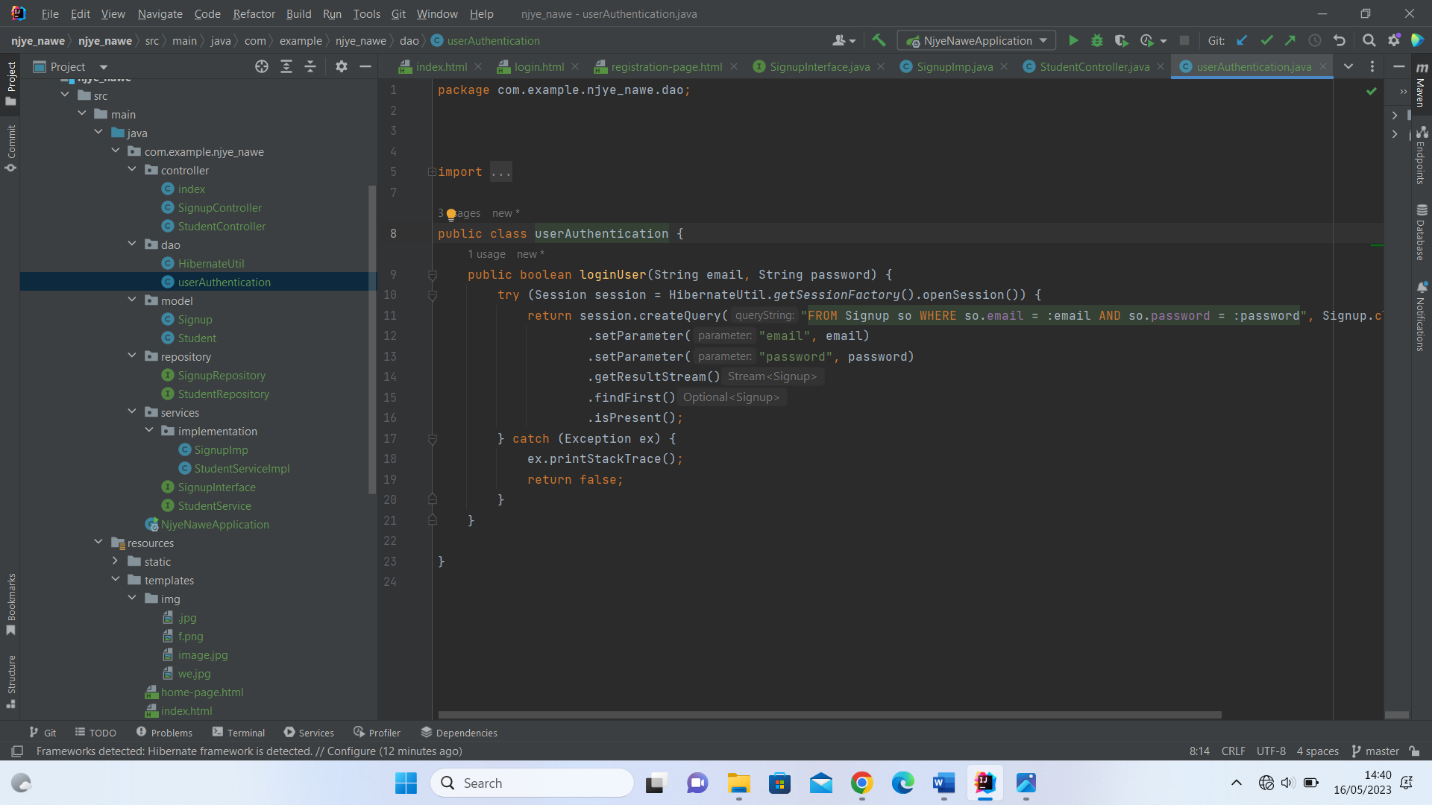 File Edit View Navigate Code Refactor Build Run Tools Git Window Help njye_nawe - userAuthentication.java
njye_nawe njye_nawe src main java com example njye_nawe dao userAuthentication NjyeNaweApplication Git:
Project
index.html login.html registration-page.html SignupInterface.java SignupImp.java StudentController.java userAuthentication.java
Project
Commit
Bookmarks
Structure
njye_nawe
src
main
java
com.example.njye_nawe
controller
index
SignupController
StudentController
dao
HibernateUtil
userAuthentication
model
Signup
Student
repository
SignupRepository
StudentRepository
services
implementation
SignupImp
StudentServiceImpl
SignupInterface
StudentService
NjyeNaweApplication
resources
static
templates
img
.jpg
f.png
image.jpg
we.jpg
home-page.html
index.html
1 package com.example.njye_nawe.dao;
2
3
4
5 import ...
7
new *
8 public class userAuthentication {
1 usage new *
9 public boolean loginUser(String email, String password) {
10 try (Session session = HibernateUtil.getSessionFactory().openSession()) {
11 return session.createQuery( queryString: "FROM Signup so WHERE so.email = :email AND so.password = :password", Signup.c
12 .setParameter( parameter: "email", email)
13 .setParameter( parameter: "password", password)
14 .getResultStream() Stream<Signup>
15 .findFirst() Optional<Signup>
16 .isPresent();
17 } catch (Exception ex) {
18 ex.printStackTrace();
19 return false;
20 }
21 }
22
23 }
24
Maven
Endpoints
Database
Notifications
Git TODO Problems Terminal Services Profiler Dependencies
Frameworks detected: Hibernate framework is detected. // Configure (12 minutes ago) 8:14 CRLF UTF-8 4 spaces master
Search
14:40
16/05/2023